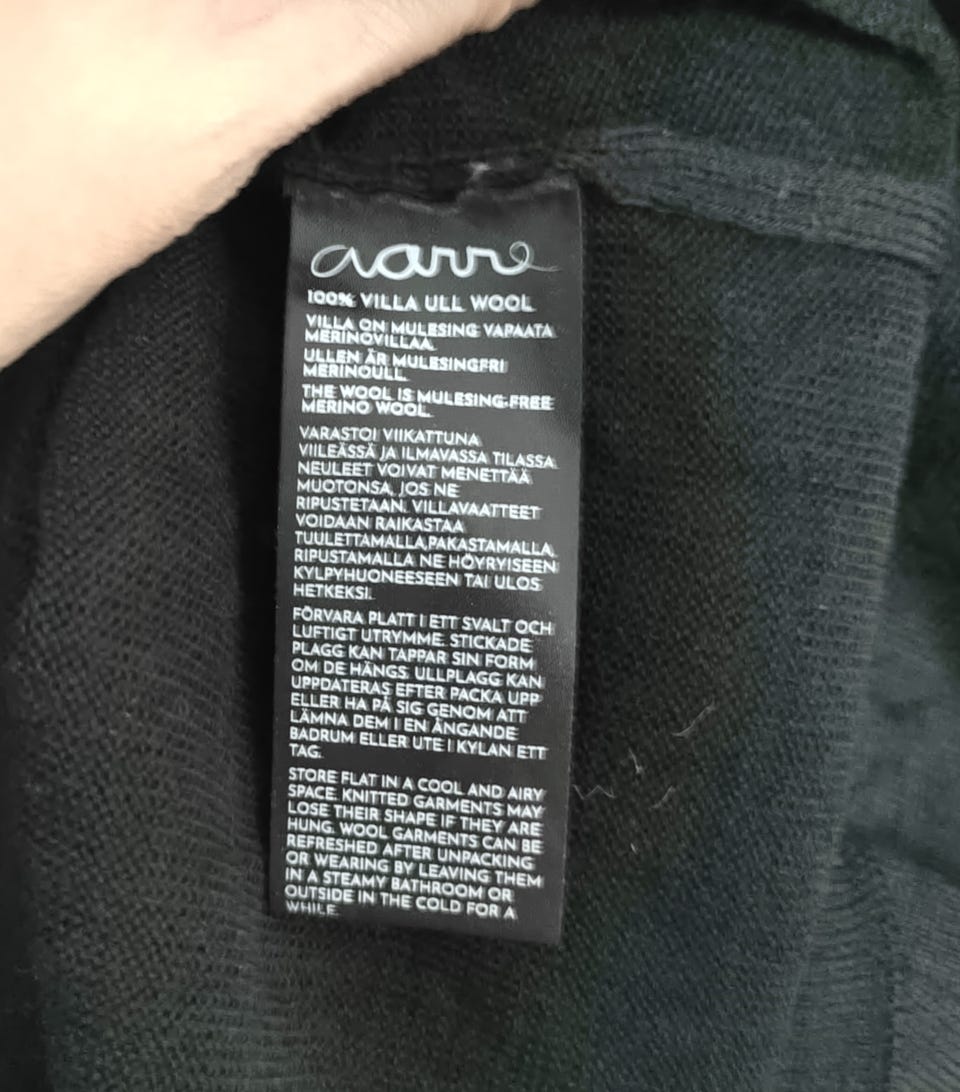 aarre
100% VILLA ULL WOOL
VILLA ON MULESING VAPAATA
MERINOVILLAA.
ULLEN ÄR MULESINGFRI
MERINOULL.
THE WOOL IS MULESING-FREE
MERINO WOOL.
VARASTOI VIIKATTUNA
VIILEÄSSÄ JA ILMAVASSA TILASSA.
NEULEET VOIVAT MENETTÄÄ
MUOTONSA, JOS NE
RIPUSTETAAN. VILLAVAATTEET
VOIDAAN RAIKASTAA
TUULETTAMALLA,PAKASTAMALLA,
RIPUSTAMALLA NE HÖYRYISEEN
KYLPYHUONEESEEN TAI ULOS
HETKEKSI.
FÖRVARA PLATT I ETT SVALT OCH
LUFTIGT UTRYMME. STICKADE
PLAGG KAN TAPPAR SIN FORM
OM DE HÄNGS. ULLPLAGG KAN
UPPDATERAS EFTER PACKA UPP
ELLER HA PÅ SIG GENOM ATT
LÄMNA DEM I EN ÅNGANDE
BADRUM ELLER UTE I KYLAN ETT
TAG.
STORE FLAT IN A COOL AND AIRY
SPACE. KNITTED GARMENTS MAY
LOSE THEIR SHAPE IF THEY ARE
HUNG. WOOL GARMENTS CAN BE
REFRESHED AFTER UNPACKING
OR WEARING BY LEAVING THEM
IN A STEAMY BATHROOM OR
OUTSIDE IN THE COLD FOR A
WHILE.